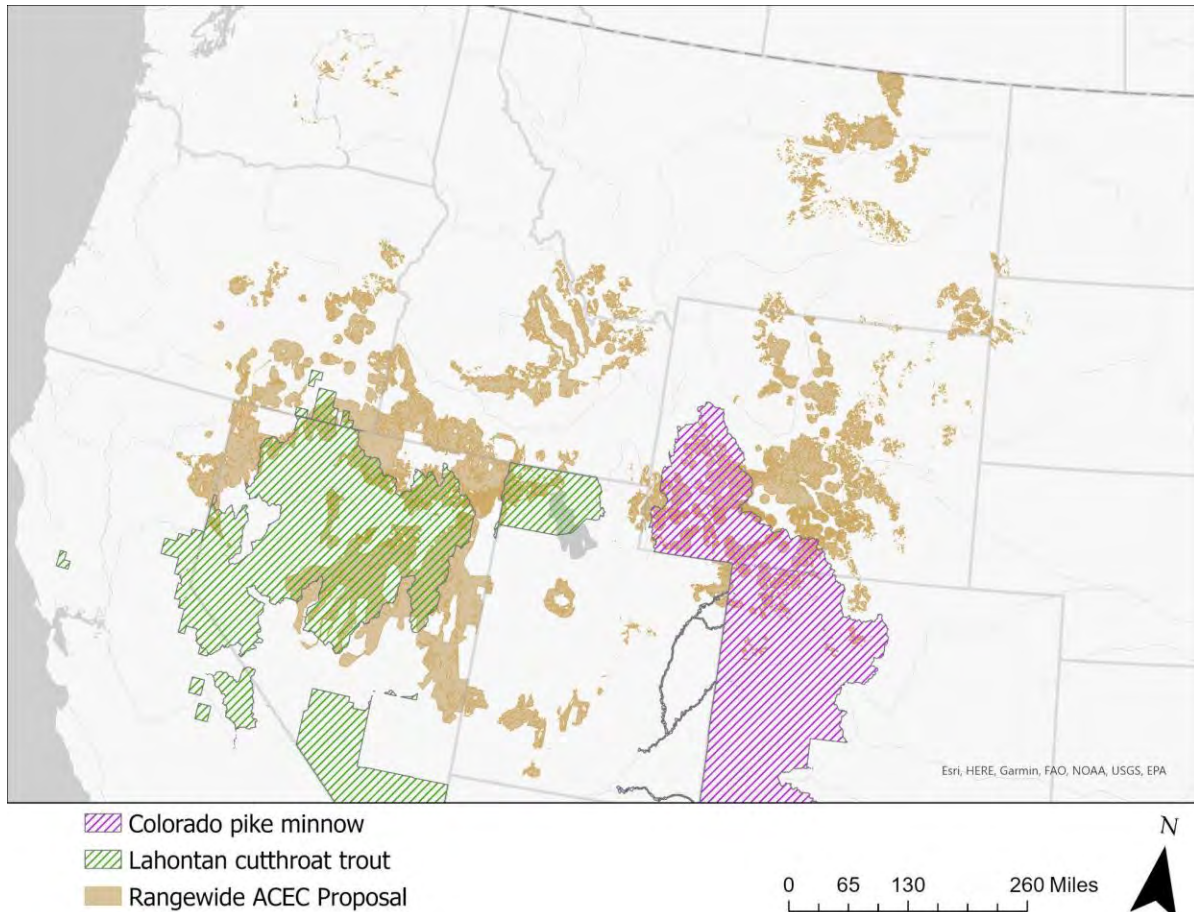 Esri, HERE, Garmin, FAO, NOAA, USGS, EPA
Colorado pike minnow
Lahontan cutthroat trout
Rangewide ACEC Proposal
N
0 65 130 260 Miles